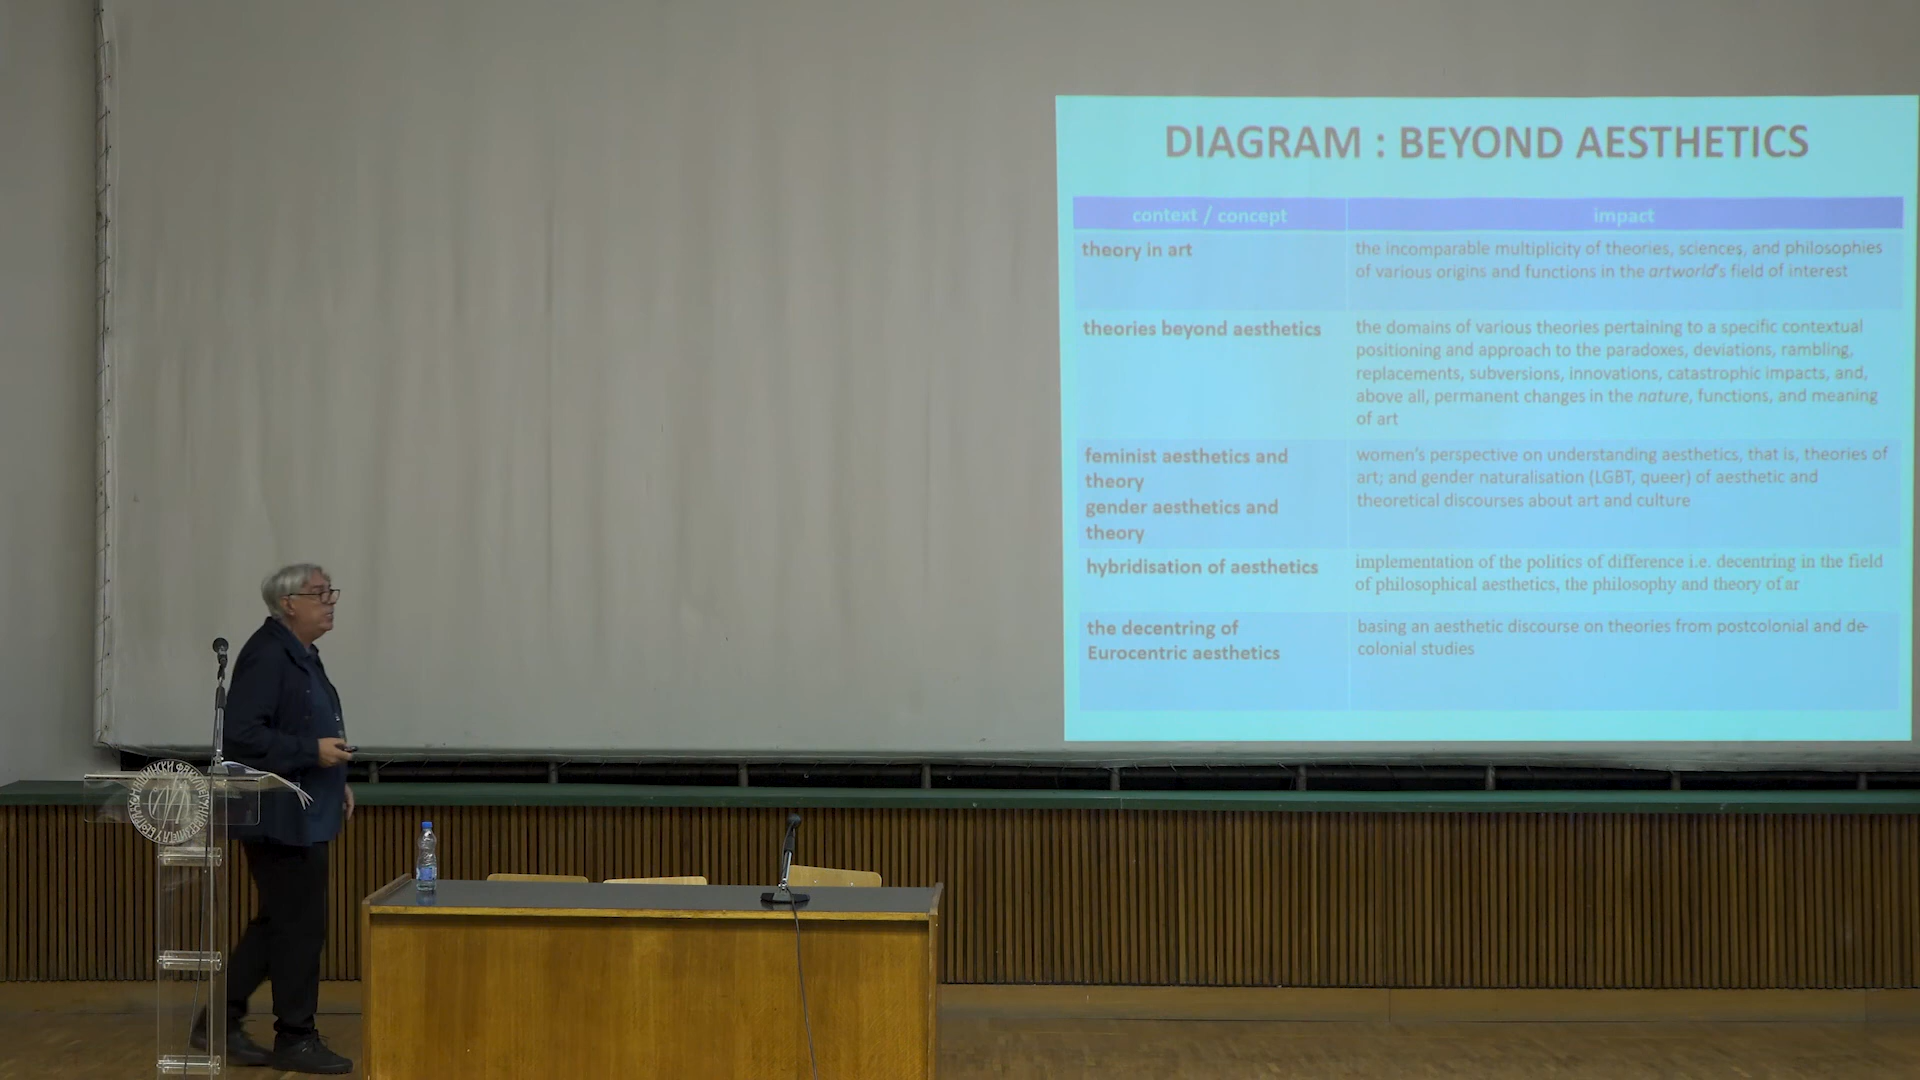 DIAGRAM : BEYOND AESTHETICS
context / concept
impact
theory in art
the incomparable multiplicity of theories, sciences, and philosophies
of various origins and functions in the artworld's field of interest
theories beyond aesthetics
the domains of various theories pertaining to a specific contextual
positioning and approach to the paradoxes, deviations, rambling,
replacements, subversions, innovations, catastrophic impacts, and,
above all, permanent changes in the nature, functions, and meaning
of art
feminist aesthetics and
theory
gender aesthetics and
theory
women's perspective on understanding aesthetics, that is, theories of
art; and gender naturalisation (LGBT, queer) of aesthetic and
theoretical discourses about art and culture
hybridisation of aesthetics
implementation of the politics of difference i.e. decentring in the field
of philosophical aesthetics, the philosophy and theory of ar
the decentring of
Eurocentric aesthetics
basing an aesthetic discourse on theories from postcolonial and de-
colonial studies